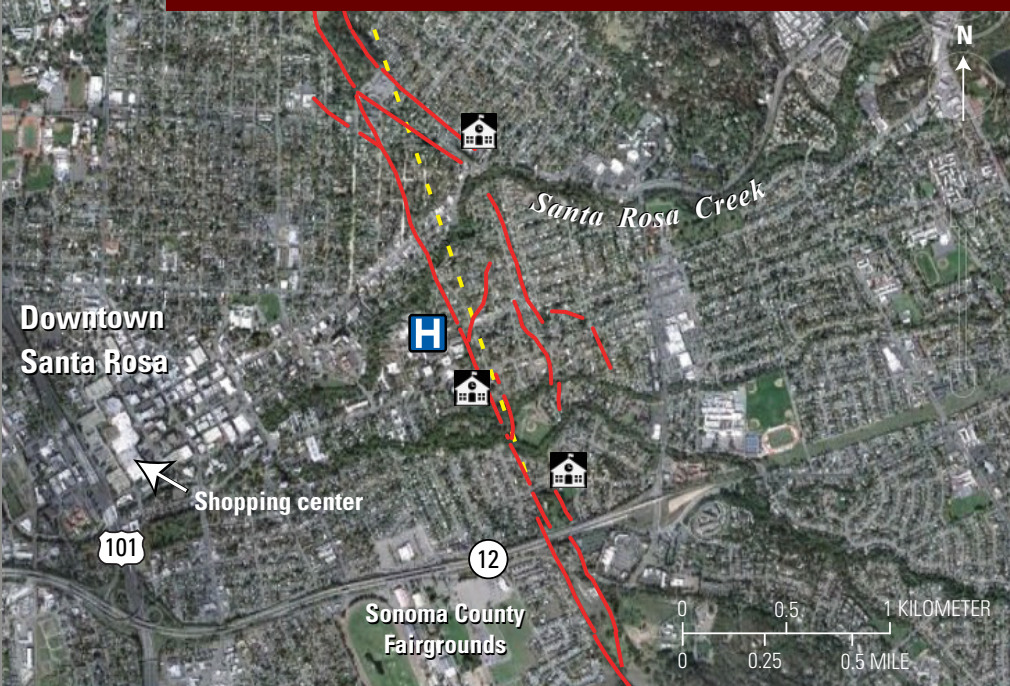 N
Santa Rosa Creek
H
Downtown
Santa Rosa
Shopping center
101
12
Sonoma County
Fairgrounds
0 0.5 1 KILOMETER
0 0.25 0.5 MILE